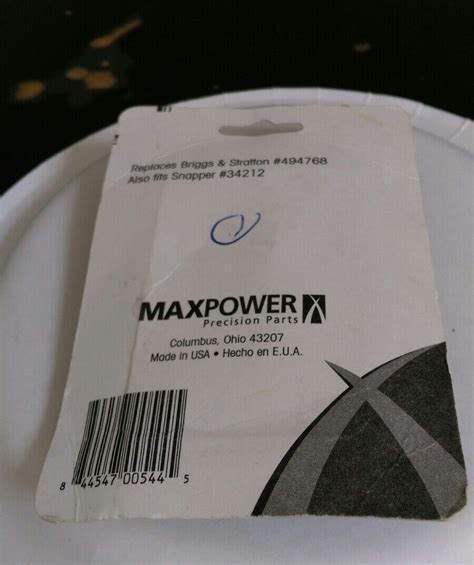 Replaces Briggs & Stratton #494768
Also fits Snapper #34212
MAXPOWER
Precision Parts
Columbus, Ohio 43207
Made in USA • Hecho en E.U.A.
8 44547 00544 5